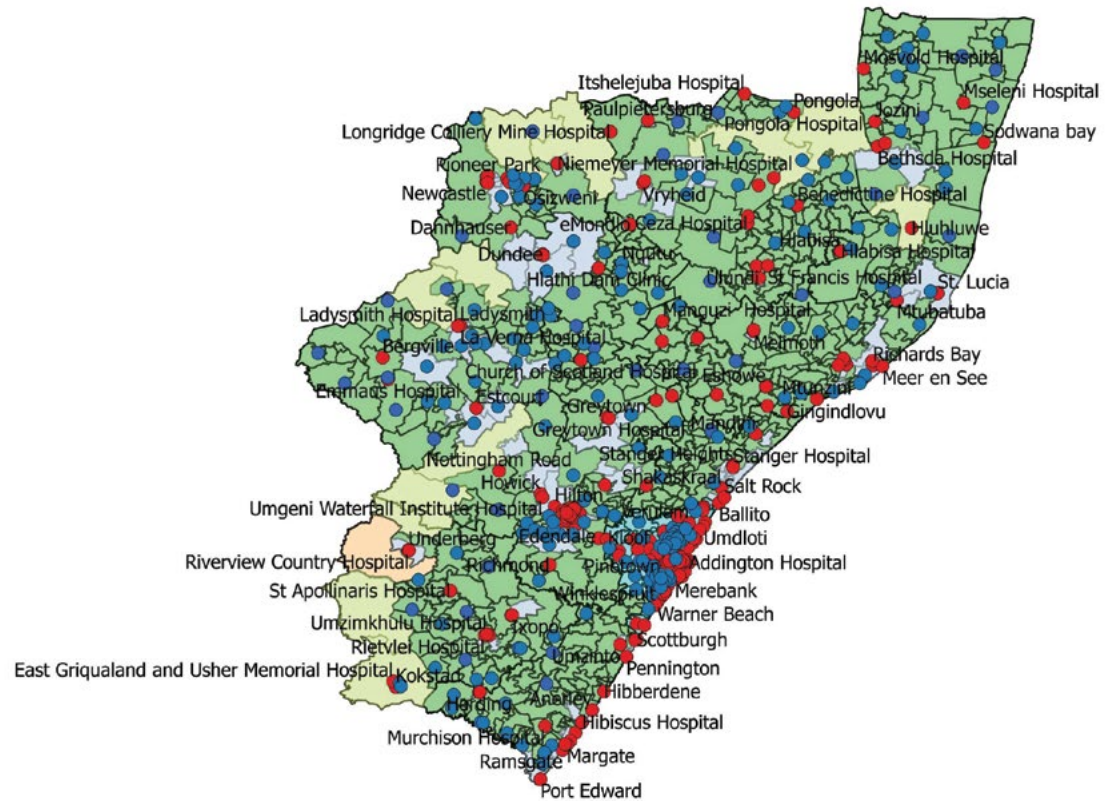 Mosvold Hospital
Itshelejuba Hospital
Mseleni Hospital
Paulpietersburg
Pongola
Jozini
Longridge Colliery Mine Hospital
Pongola Hospital
Sodwana bay
Pioneer Park
Niemeyer Memorial Hospital
Bethsda Hospital
Newcastle
Osizweni
Vryheid
Benedictine Hospital
Dannhauser
eMondlo
Ceza Hospital
Hluhluwe
Hlabisa
Hlabisa Hospital
Dundee
Nqutu
Hlathi Dam Clinic
Ulundi
St Francis Hospital
St. Lucia
Ladysmith Hospital
Ladysmith
Manguzi Hospital
Mtubatuba
La Verna Hospital
Melmoth
Bergville
Richards Bay
Church of Scotland Hospital
Eshowe
Meer en See
Emmaus Hospital
Estcourt
Mtunzini
Greytown
Gingindlovu
Greytown Hospital
Mandini
Nottingham Road
Stanger Heights
Stanger Hospital
Howick
Shakaskraal
Salt Rock
Hilton
Umgeni Waterfall Institute Hospital
Verulam
Ballito
Underberg
Edendale
Kloof
Umdloti
Riverview Country Hospital
Richmond
Pinetown
Addington Hospital
St Apollinaris Hospital
Winklespruit
Merebank
Warner Beach
Umzimkhulu Hospital
Ixopo
Scottburgh
Rietvlei Hospital
Umzinto
East Griqualand and Usher Memorial Hospital
Kokstad
Pennington
Harding
Anerley
Hibberdene
Hibiscus Hospital
Murchison Hospital
Ramsgate
Margate
Port Edward